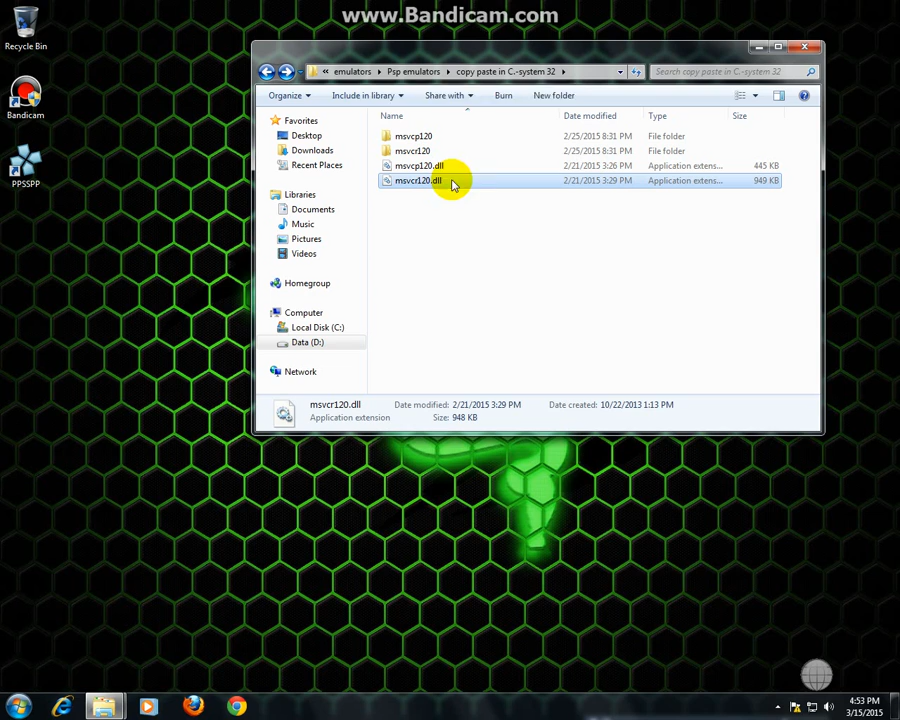 www.Bandicam.com
Recycle Bin
Bandicam
PPSSPP
« emulators Psp emulators copy paste in C.-system 32
Search copy paste in C.-system 32
Organize Include in library Share with Burn New folder
Name Date modified Type Size
msvcp120 2/25/2015 8:31 PM File folder
msvcr120 2/25/2015 8:31 PM File folder
msvcp120.dll 2/21/2015 3:26 PM Application extens... 445 KB
msvcr120.dll 2/21/2015 3:29 PM Application extens... 949 KB
Favorites
Desktop
Downloads
Recent Places
Libraries
Documents
Music
Pictures
Videos
Homegroup
Computer
Local Disk (C:)
Data (D:)
Network
msvcr120.dll Date modified: 2/21/2015 3:29 PM Date created: 10/22/2013 1:13 PM
Application extension Size: 948 KB
4:53 PM
3/15/2015